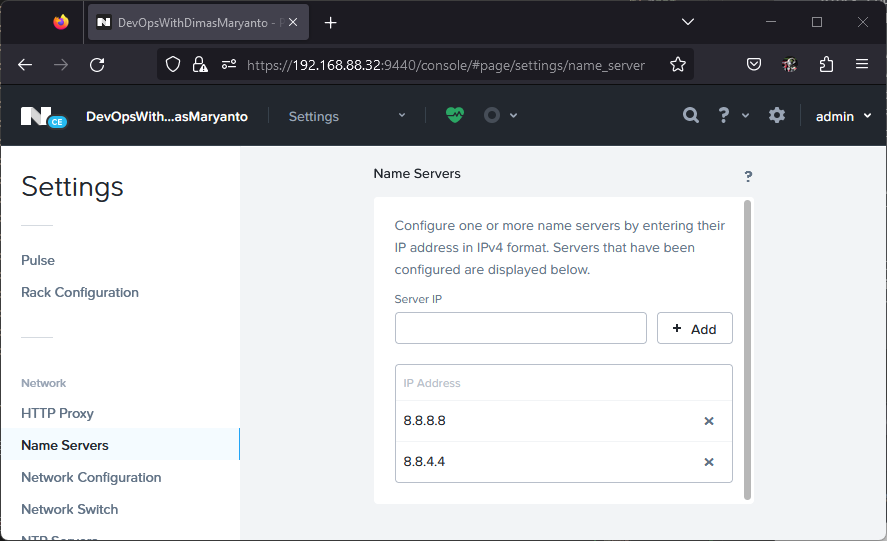 DevOpsWithDimasMaryanto - P
https://192.168.88.32:9440/console/#page/settings/name_server
N
CE
DevOpsWith...asMaryanto
Settings
?
admin
Settings
Pulse
Rack Configuration
Network
HTTP Proxy
Name Servers
Network Configuration
Network Switch
NTP Servers
Name Servers
?
Configure one or more name servers by entering their
IP address in IPv4 format. Servers that have been
configured are displayed below.
Server IP
+ Add
IP Address
8.8.8.8
8.8.4.4